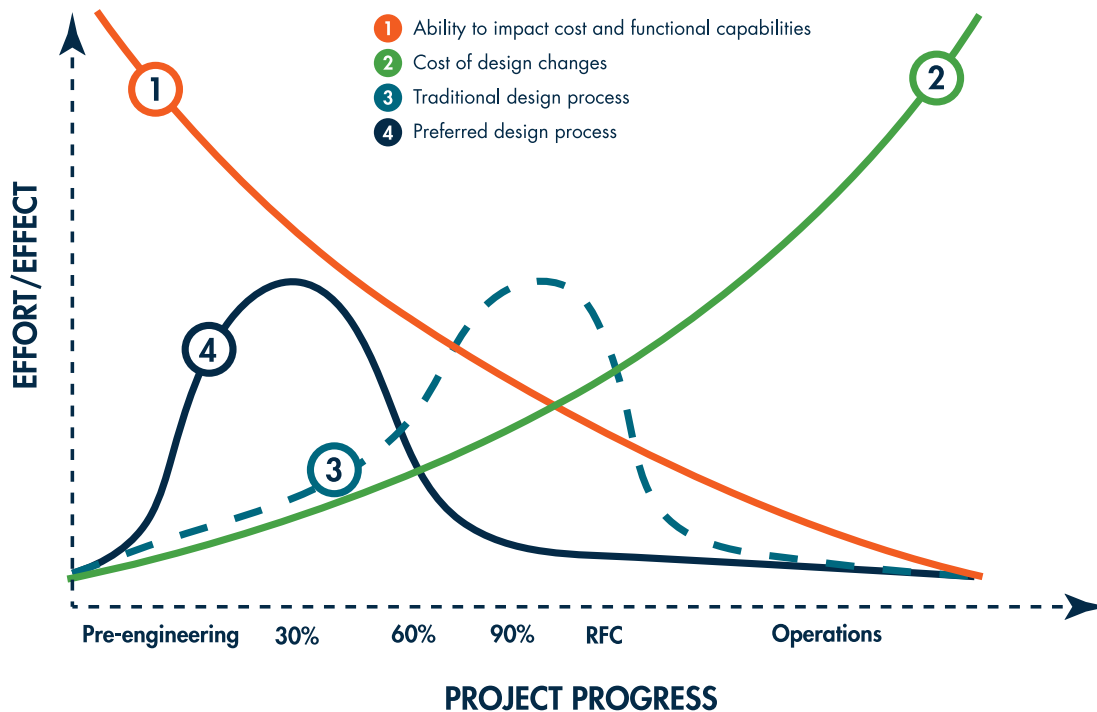 1 Ability to impact cost and functional capabilities
2 Cost of design changes
3 Traditional design process
4 Preferred design process
1
2
4
3
EFFORT/EFFECT
Pre-engineering 30% 60% 90% RFC Operations
PROJECT PROGRESS